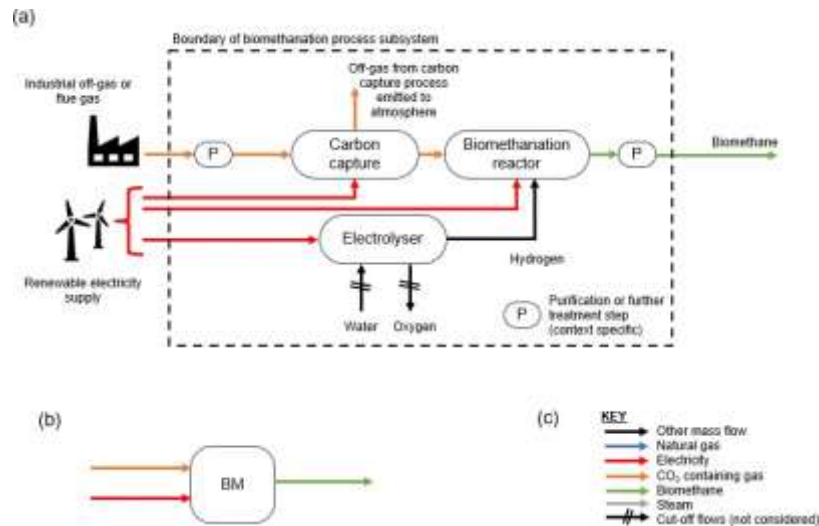 (a)
Boundary of biomethanation process subsystem
Industrial off-gas or
flue gas
Off-gas from carbon
capture process
emitted to
atmosphere
P
Carbon
capture
Biomethanation
reactor
P
Biomethane
Electrolyser
Hydrogen
Renewable electricity
supply
Water
Oxygen
P
Purification or further
treatment step
(context specific)
(b)
BM
(c)
KEY
Other mass flow
Natural gas
Electricity
CO₂ containing gas
Biomethane
Steam
Cut-off flows (not considered)